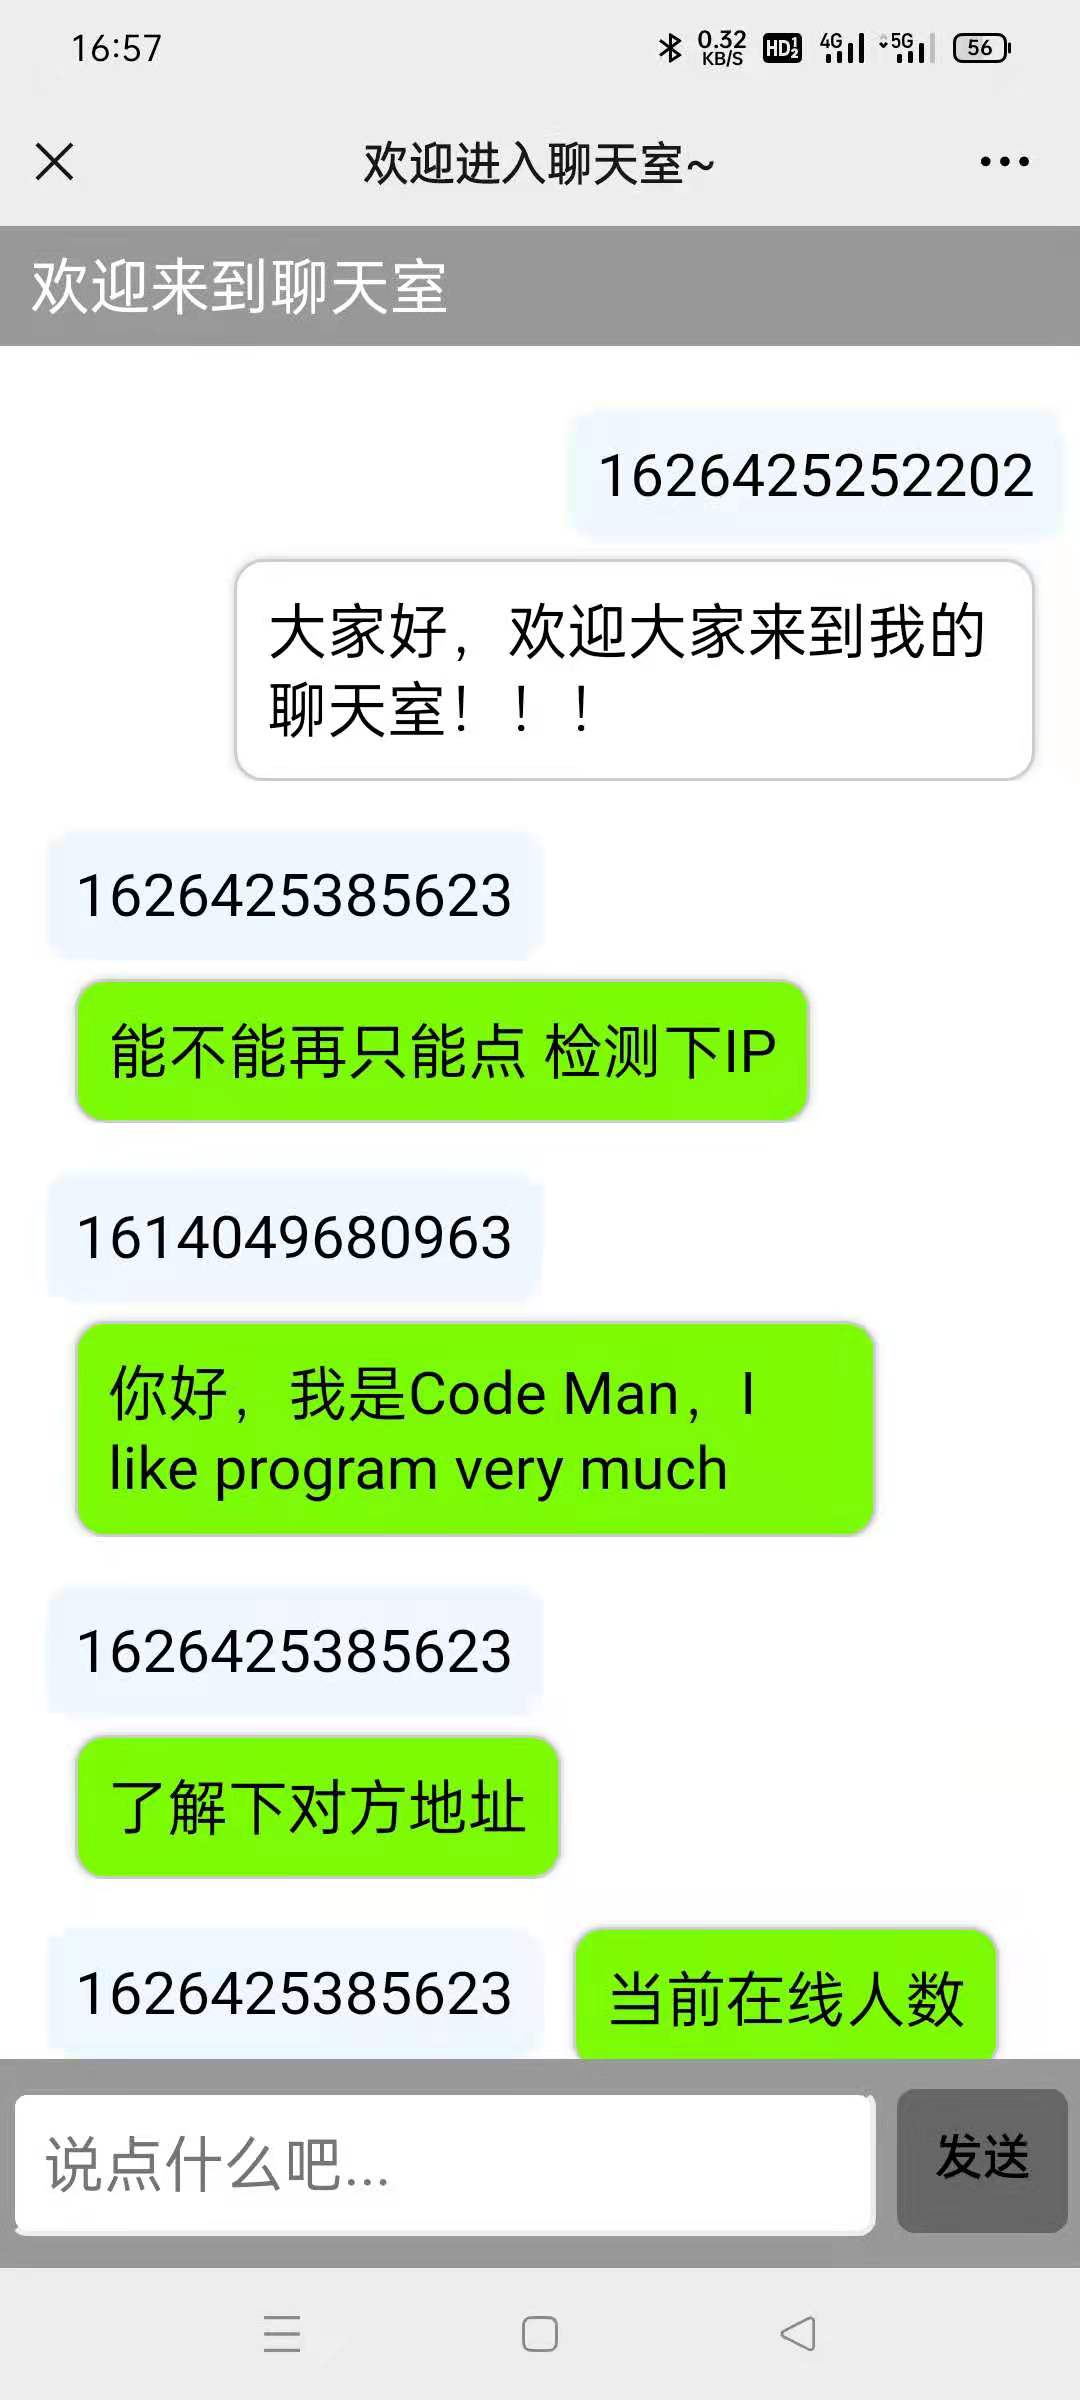 16:57
0.32
KB/S
HD
1
2
4G
5G
56
欢迎进入聊天室~
欢迎来到聊天室
1626425252202
大家好，欢迎大家来到我的
聊天室！！！
1626425385623
能不能再只能点 检测下IP
1614049680963
你好，我是Code Man，I
like program very much
1626425385623
了解下对方地址
1626425385623
当前在线人数
说点什么吧...
发送